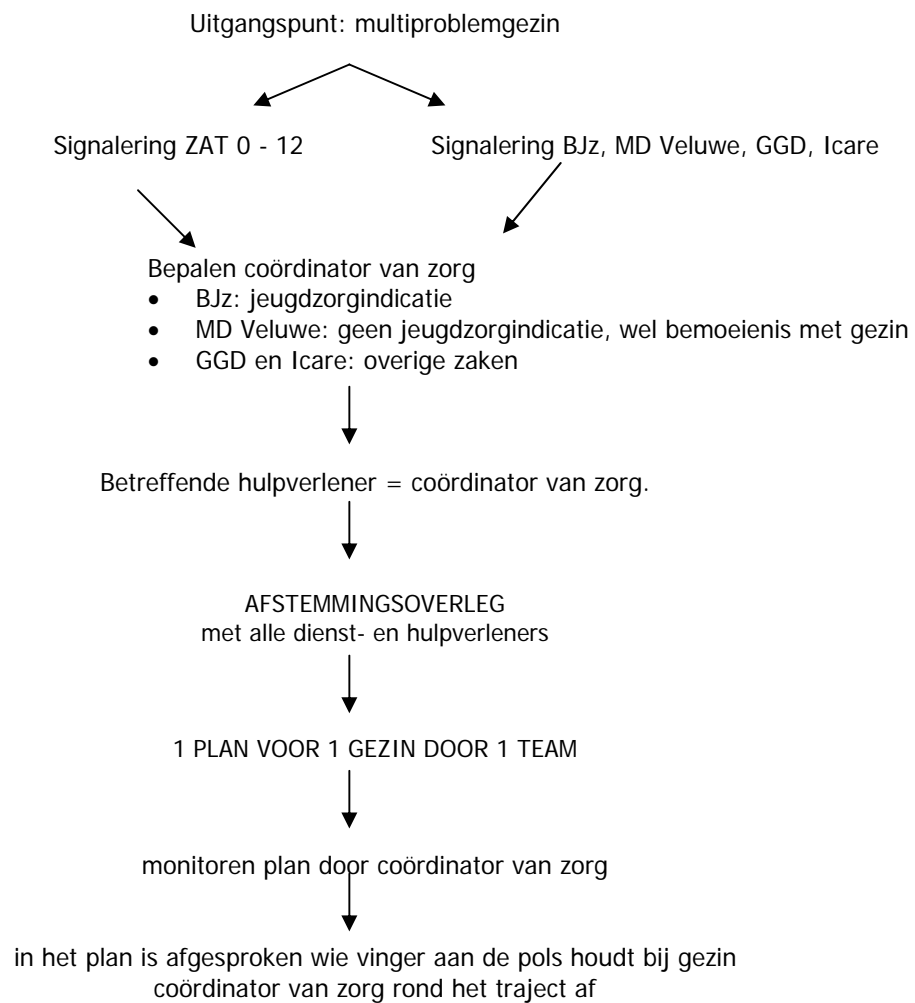 Uitgangspunt: multiproblemgezin
Signalering ZAT 0 - 12
Signalering BJz, MD Veluwe, GGD, Icare
Bepalen coördinator van zorg
• BJz: jeugdzorgindicatie
• MD Veluwe: geen jeugdzorgindicatie, wel bemoeienis met gezin
• GGD en Icare: overige zaken
Betreffende hulpverlener = coördinator van zorg.
AFSTEMMINGSOVERLEG
met alle dienst- en hulpverleners
1 PLAN VOOR 1 GEZIN DOOR 1 TEAM
monitoren plan door coördinator van zorg
in het plan is afgesproken wie vinger aan de pols houdt bij gezin
coördinator van zorg rond het traject af